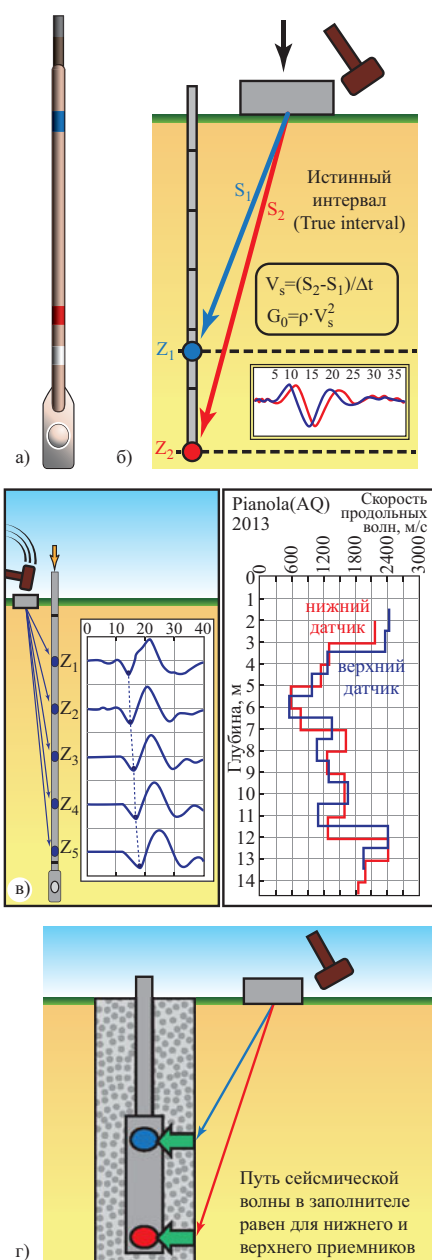 а)
б)
S₁
S₂
Истинный
интервал
(True interval)
Vₛ=(S₂-S₁)/Δt
G₀=ρ·Vₛ²
Z₁
5 10 15 20 25 30 35
Z₂
в)
Z₁
Z₂
Z₃
Z₄
Z₅
0 10 20 30 40
Pianola(AQ)
2013
Скорость
продольных
волн, м/с
0 600 1200 1800 2400 3000
Глубина, м
0
1
2
3
4
5
6
7
8
9
10
11
12
13
14
нижний
датчик
верхний
датчик
г)
Путь сейсмической
волны в заполнителе
равен для нижнего и
верхнего приемников